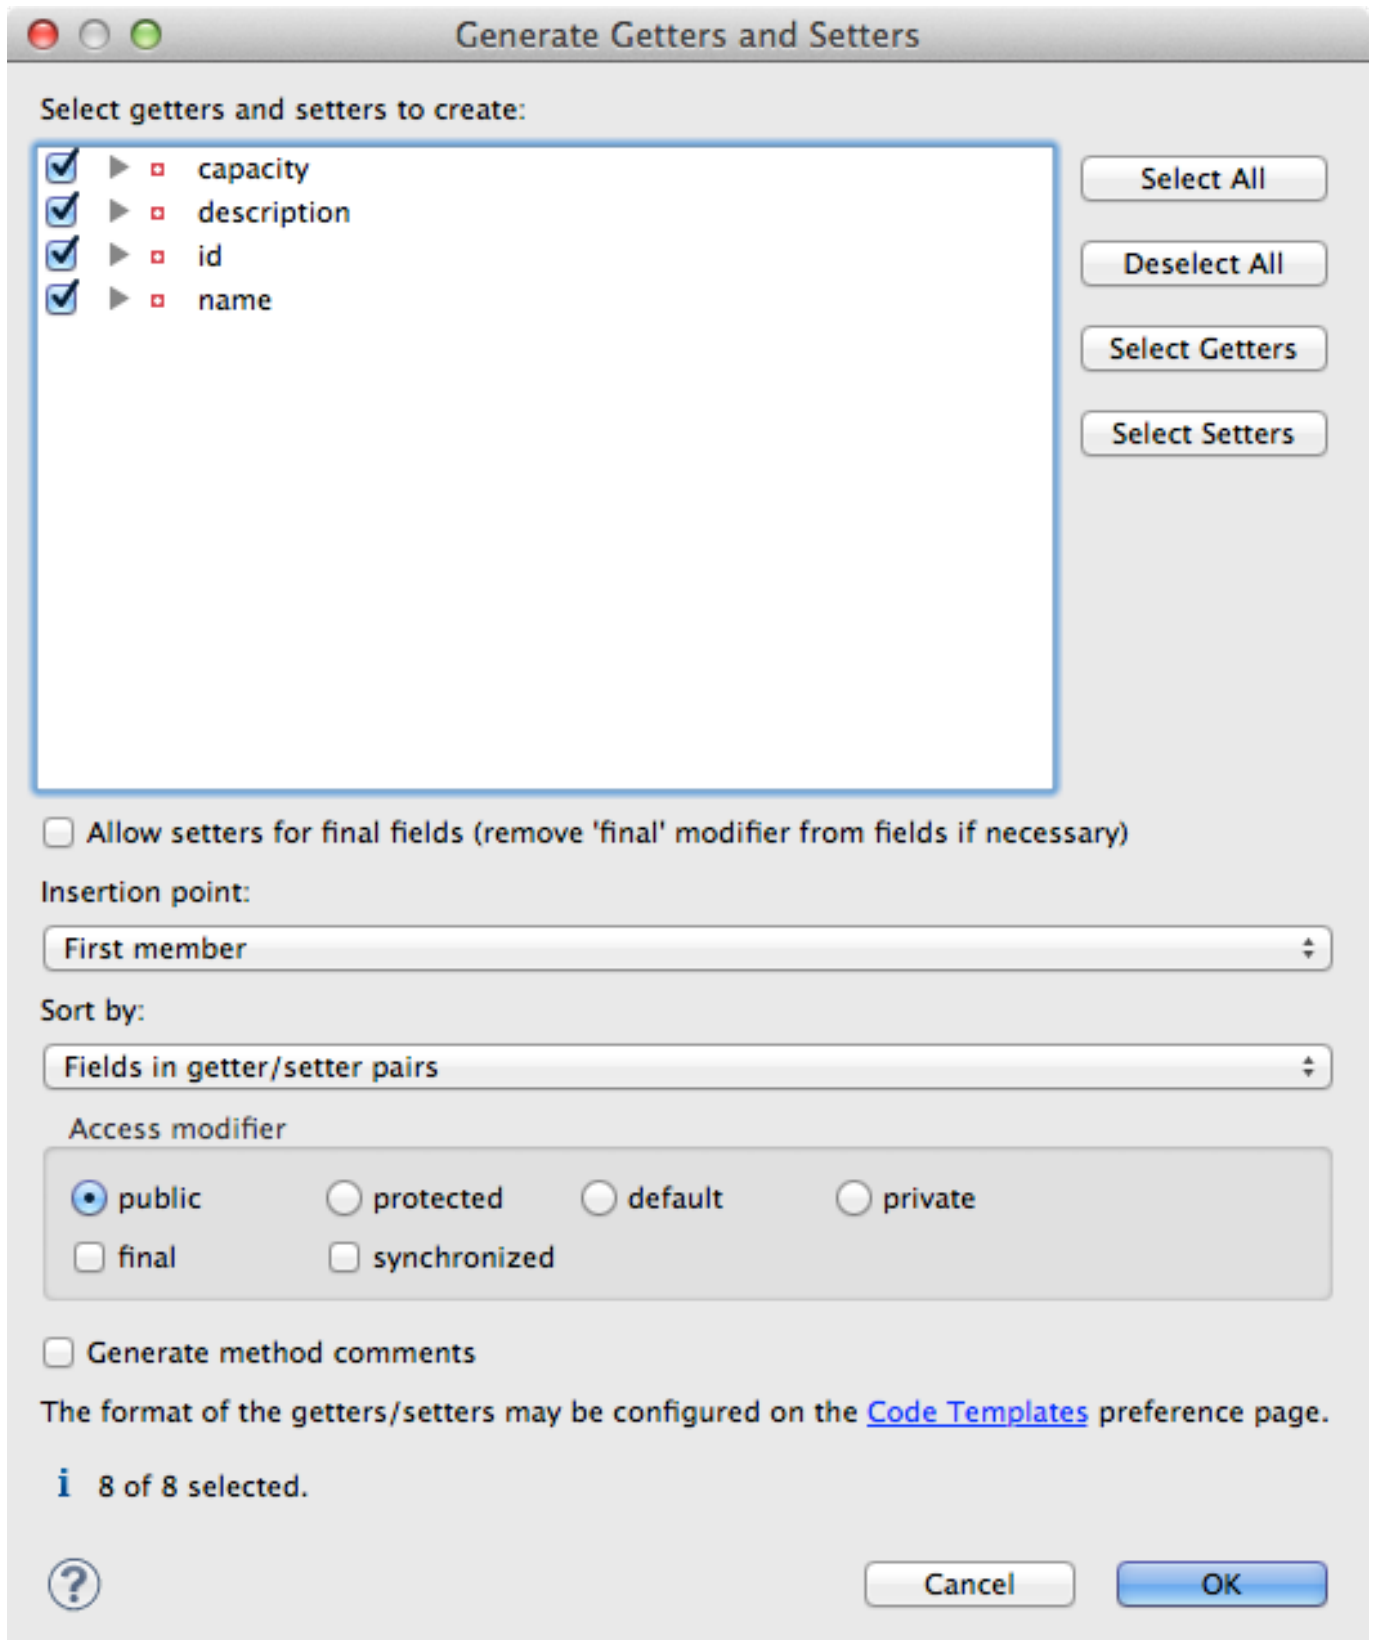 Generate Getters and Setters
Select getters and setters to create:
capacity
description
id
name
Select All
Deselect All
Select Getters
Select Setters
Allow setters for final fields (remove 'final' modifier from fields if necessary)
Insertion point:
First member
Sort by:
Fields in getter/setter pairs
Access modifier
public protected default private
final synchronized
Generate method comments
The format of the getters/setters may be configured on the Code Templates preference page.
i 8 of 8 selected.
? Cancel OK